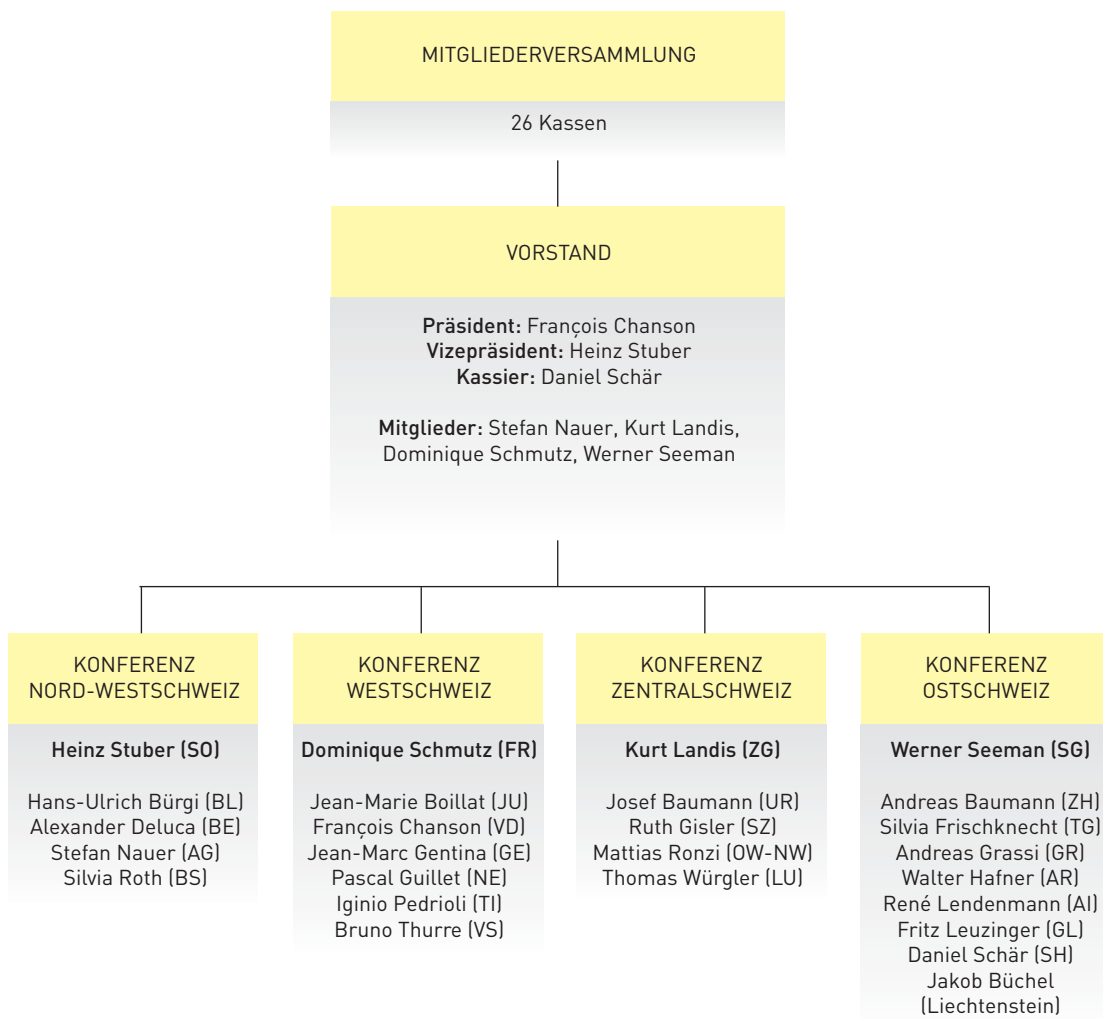 MITGLIEDERVERSAMMLUNG
26 Kassen
VORSTAND
Präsident: François Chanson
Vizepräsident: Heinz Stuber
Kassier: Daniel Schär
Mitglieder: Stefan Nauer, Kurt Landis,
Dominique Schmutz, Werner Seeman
KONFERENZ
NORD-WESTSCHWEIZ
Heinz Stuber (SO)
Hans-Ulrich Bürgi (BL)
Alexander Deluca (BE)
Stefan Nauer (AG)
Silvia Roth (BS)
KONFERENZ
WESTSCHWEIZ
Dominique Schmutz (FR)
Jean-Marie Boillat (JU)
François Chanson (VD)
Jean-Marc Gentina (GE)
Pascal Guillet (NE)
Iginio Pedrioli (TI)
Bruno Thurre (VS)
KONFERENZ
ZENTRALSCHWEIZ
Kurt Landis (ZG)
Josef Baumann (UR)
Ruth Gisler (SZ)
Mattias Ronzi (OW-NW)
Thomas Würgler (LU)
KONFERENZ
OSTSCHWEIZ
Werner Seeman (SG)
Andreas Baumann (ZH)
Silvia Frischknecht (TG)
Andreas Grassi (GR)
Walter Hafner (AR)
René Lendenmann (AI)
Fritz Leuzinger (GL)
Daniel Schär (SH)
Jakob Büchel
(Liechtenstein)